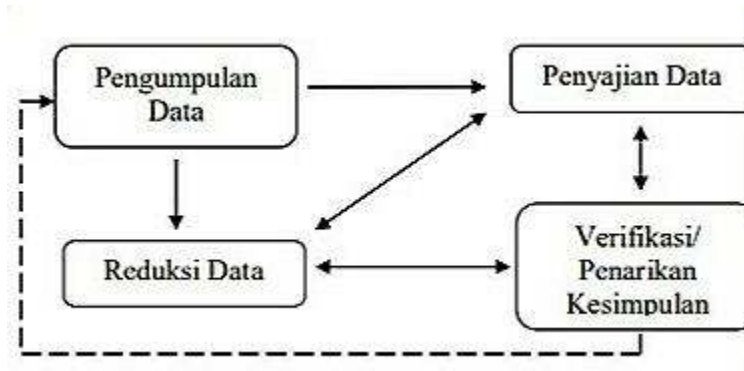 Pengumpulan
Data
Penyajian Data
Reduksi Data
Verifikasi/
Penarikan
Kesimpulan